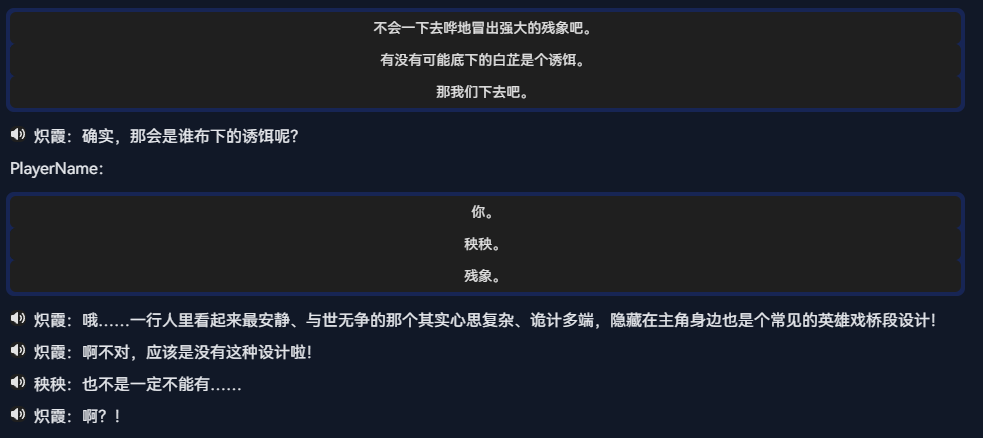 不会一下去哗地冒出强大的残象吧。
有没有可能底下的白芷是个诱饵。
那我们下去吧。
炽霞：确实，那会是谁布下的诱饵呢？
PlayerName：
你。
秧秧。
残象。
炽霞：哦……一行人里看起来最安静、与世无争的那个其实心思复杂、诡计多端，隐藏在主角身边也是个常见的英雄戏桥段设计！
炽霞：啊不对，应该是没有这种设计啦！
秧秧：也不是一定不能有……
炽霞：啊？！